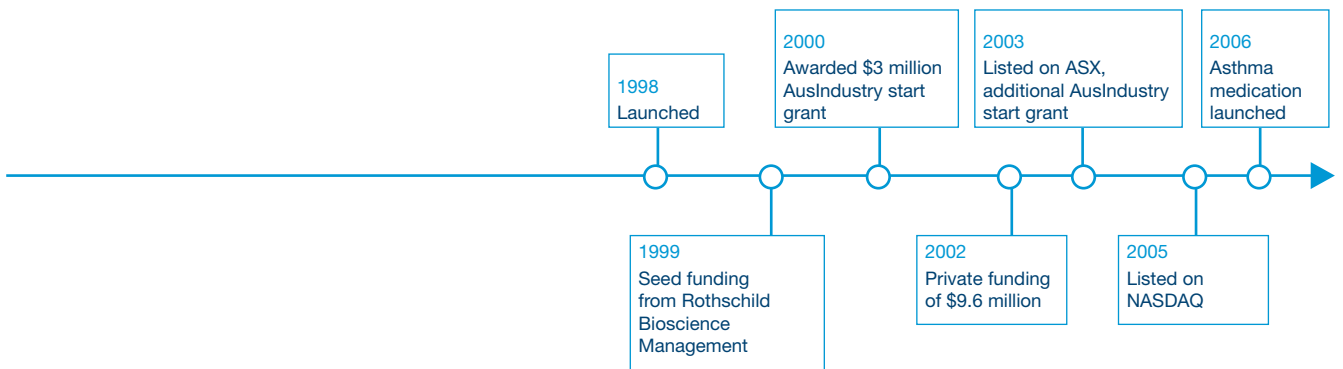 1998
Launched
1999
Seed funding
from Rothschild
Bioscience
Management
2000
Awarded $3 million
AusIndustry start
grant
2002
Private funding
of $9.6 million
2003
Listed on ASX,
additional AusIndustry
start grant
2005
Listed on
NASDAQ
2006
Asthma
medication
launched